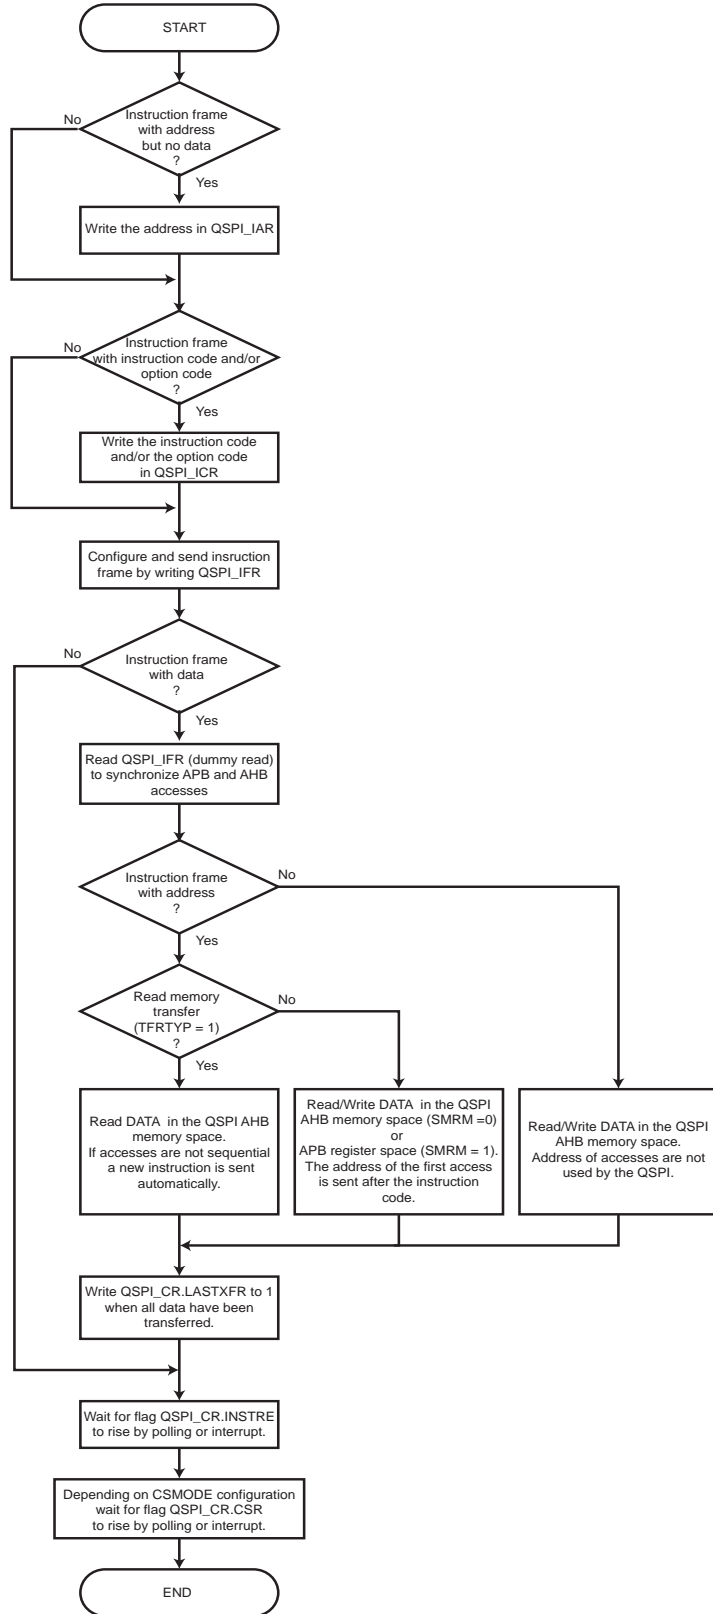 START
No
Instruction frame
with address
but no data
?
Yes
Write the address in QSPI_IAR
No
Instruction frame
with instruction code and/or
option code
?
Yes
Write the instruction code
and/or the option code
in QSPI_ICR
Configure and send insruction
frame by writing QSPI_IFR
No
Instruction frame
with data
?
Yes
Read QSPI_IFR (dummy read)
to synchronize APB and AHB
accesses
No
Instruction frame
with address
?
Yes
Read memory
transfer
(TFRTYP = 1)
?
No
Yes
Read DATA in the QSPI AHB
memory space.
If accesses are not sequential
a new instruction is sent
automatically.
Read/Write DATA in the QSPI
AHB memory space (SMRM =0)
or
APB register space (SMRM = 1).
The address of the first access
is sent after the instruction
code.
Read/Write DATA in the QSPI
AHB memory space.
Address of accesses are not
used by the QSPI.
Write QSPI_CR.LASTXFR to 1
when all data have been
transferred.
Wait for flag QSPI_CR.INSTRE
to rise by polling or interrupt.
Depending on CSMODE configuration
wait for flag QSPI_CR.CSR
to rise by polling or interrupt.
END